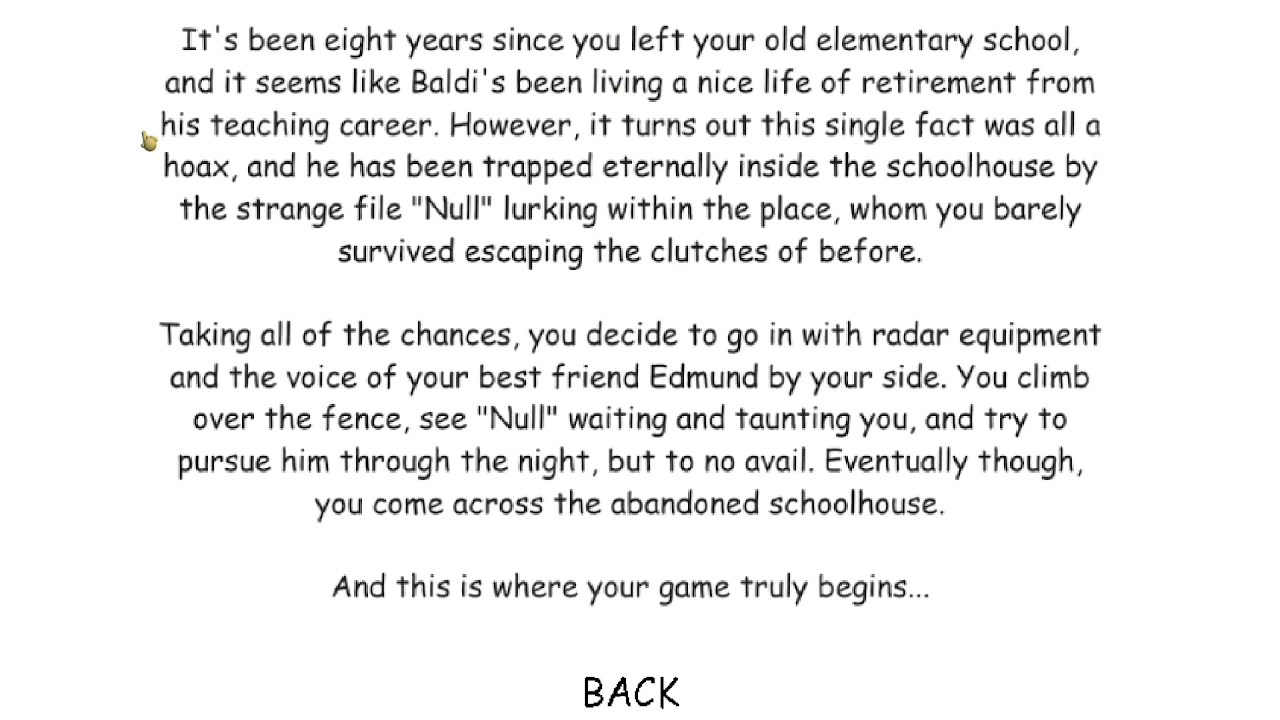 It's been eight years since you left your old elementary school,
and it seems like Baldi's been living a nice life of retirement from
his teaching career. However, it turns out this single fact was all a
hoax, and he has been trapped eternally inside the schoolhouse by
the strange file "Null" lurking within the place, whom you barely
survived escaping the clutches of before.
Taking all of the chances, you decide to go in with radar equipment
and the voice of your best friend Edmund by your side. You climb
over the fence, see "Null" waiting and taunting you, and try to
pursue him through the night, but to no avail. Eventually though,
you come across the abandoned schoolhouse.
And this is where your game truly begins...
BACK